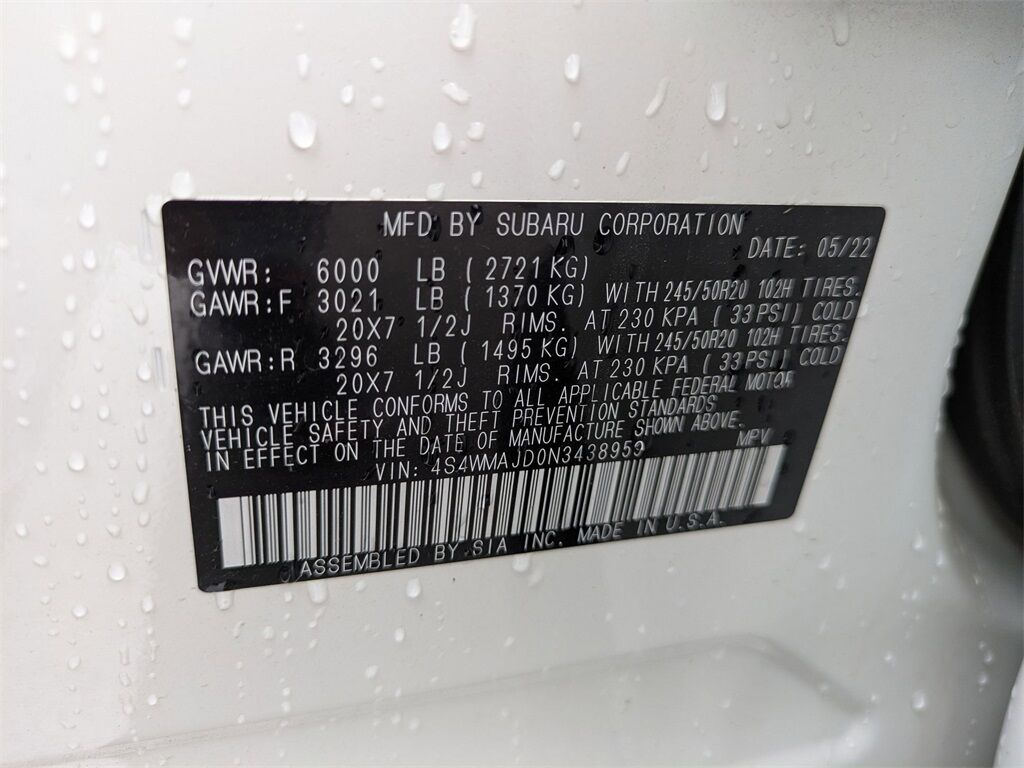 MFD BY SUBARU CORPORATION
DATE: 05/22
GVWR: 6000 LB ( 2721 KG)
GAWR:F 3021 LB ( 1370 KG) WITH 245/50R20 102H TIRES.
20X7 1/2J RIMS. AT 230 KPA ( 33 PSI) COLD
GAWR:R 3296 LB ( 1495 KG) WITH 245/50R20 102H TIRES.
20X7 1/2J RIMS. AT 230 KPA ( 33 PSI) COLD
THIS VEHICLE CONFORMS TO ALL APPLICABLE FEDERAL MOTOR
VEHICLE SAFETY AND THEFT PREVENTION STANDARDS
IN EFFECT ON THE DATE OF MANUFACTURE SHOWN ABOVE.
VIN: 4S4WMAJD0N3438959 MPV
ASSEMBLED BY SIA INC. MADE IN U.S.A.